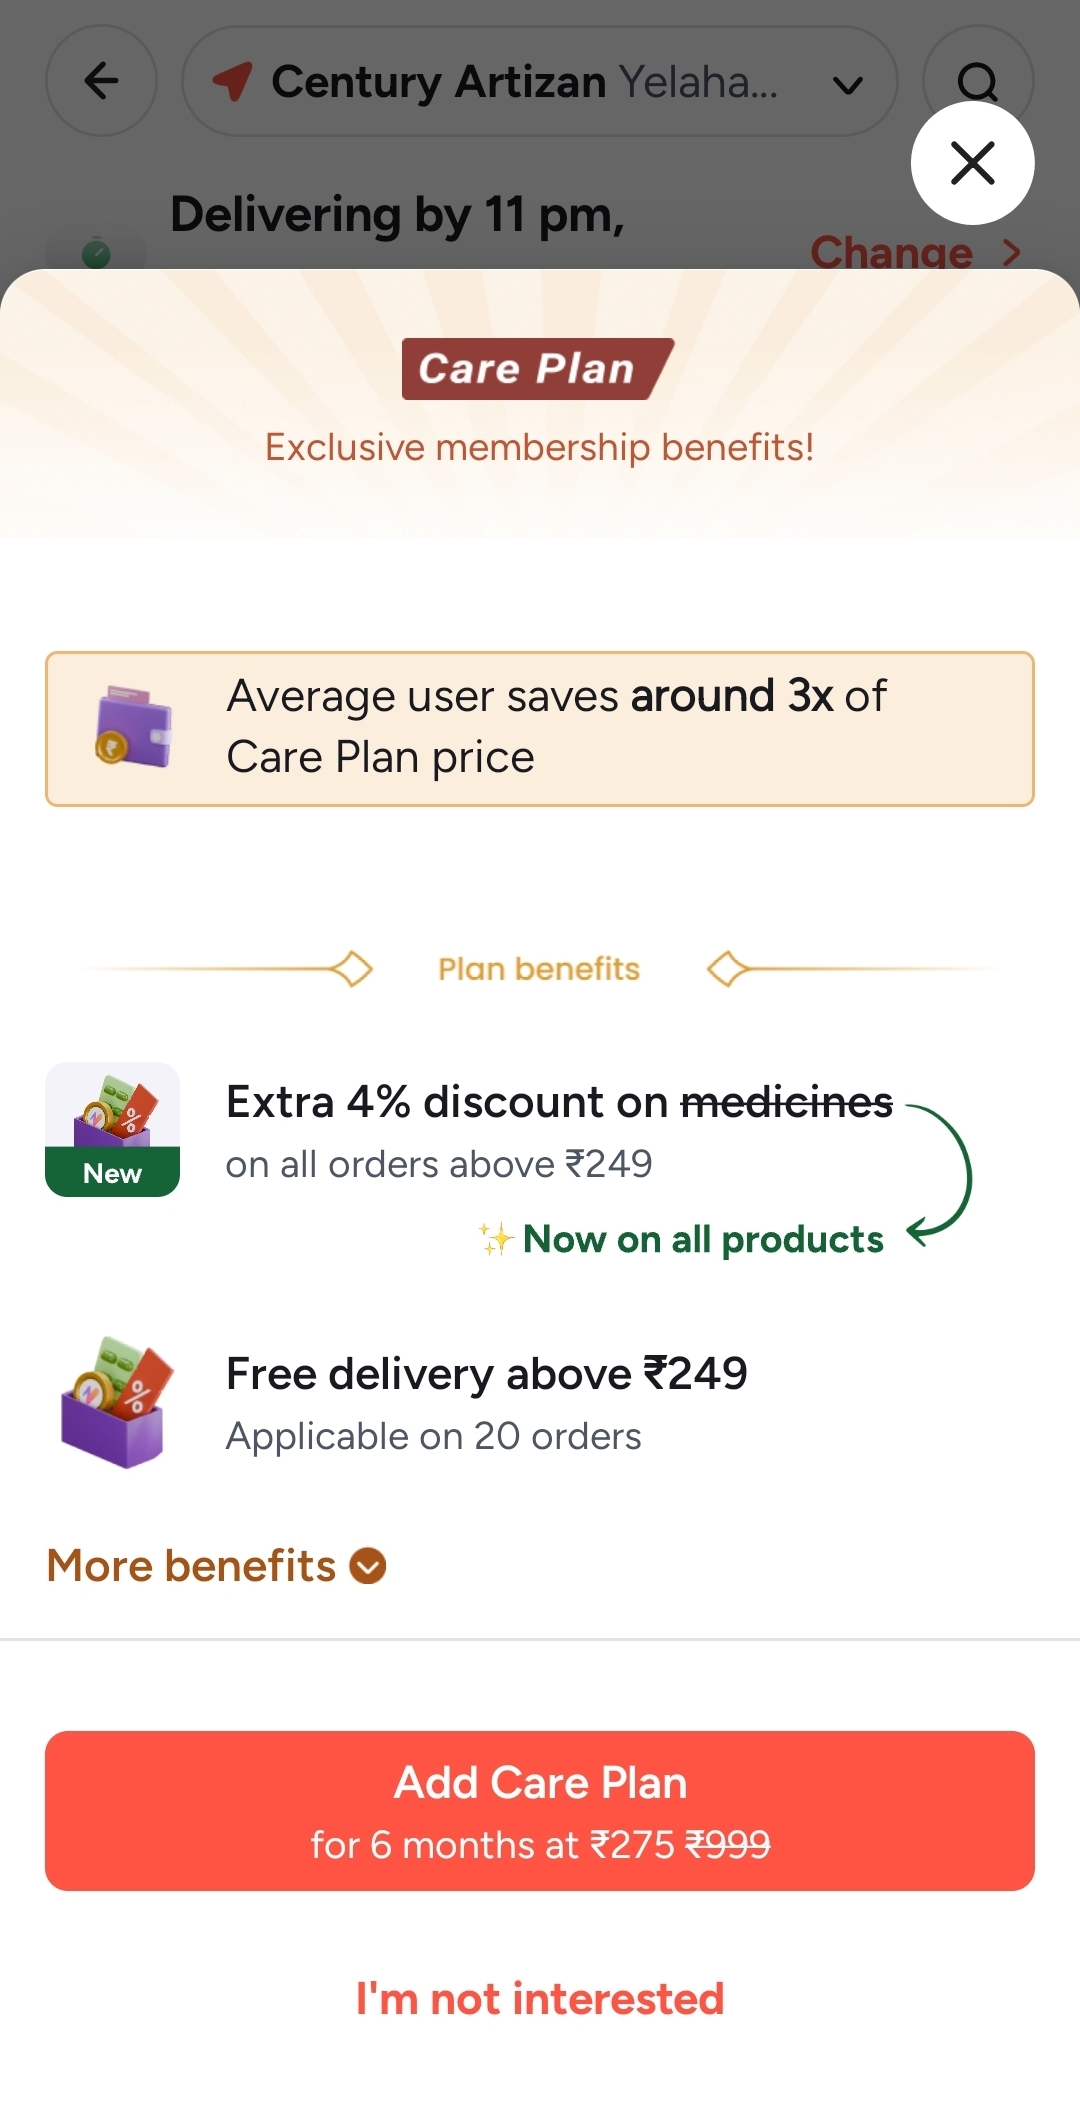 Century Artizan Yelaha...
Delivering by 11 pm,
Change
Care Plan
Exclusive membership benefits!
Average user saves around 3x of
Care Plan price
Plan benefits
Extra 4% discount on medicines
New
on all orders above ₹249
✨Now on all products
Free delivery above ₹249
%
Applicable on 20 orders
More benefits
Add Care Plan
for 6 months at ₹275 ₹999
I'm not interested